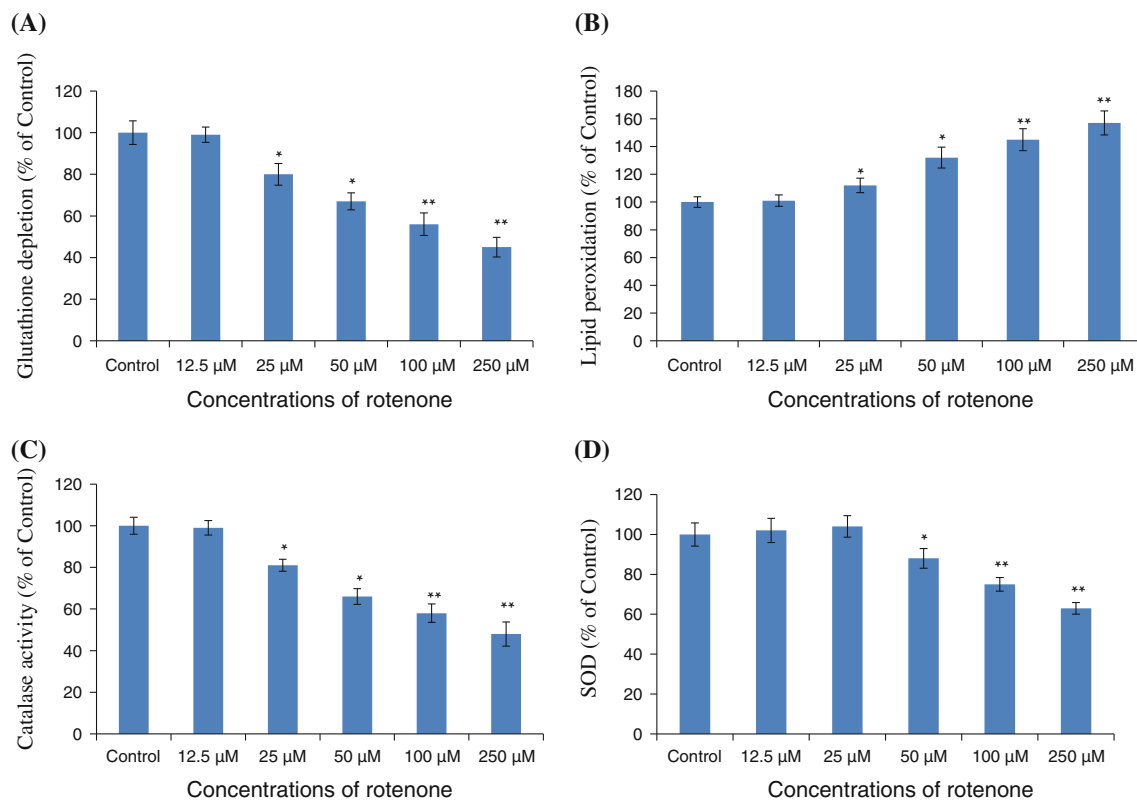 (A)
Glutathione depletion (% of Control)
120
100
80
60
40
20
0
*
*
**
**
Control 12.5 µM 25 µM 50 µM 100 µM 250 µM
Concentrations of rotenone
(B)
Lipid peroxidation (% of Control)
180
160
140
120
100
80
60
40
20
0
*
*
**
**
Control 12.5 µM 25 µM 50 µM 100 µM 250 µM
Concentrations of rotenone
(C)
Catalase activity (% of Control)
120
100
80
60
40
20
0
*
*
**
**
Control 12.5 µM 25 µM 50 µM 100 µM 250 µM
Concentrations of rotenone
(D)
SOD (% of Control)
120
100
80
60
40
20
0
*
**
**
Control 12.5 µM 25 µM 50 µM 100 µM 250 µM
Concentrations of rotenone